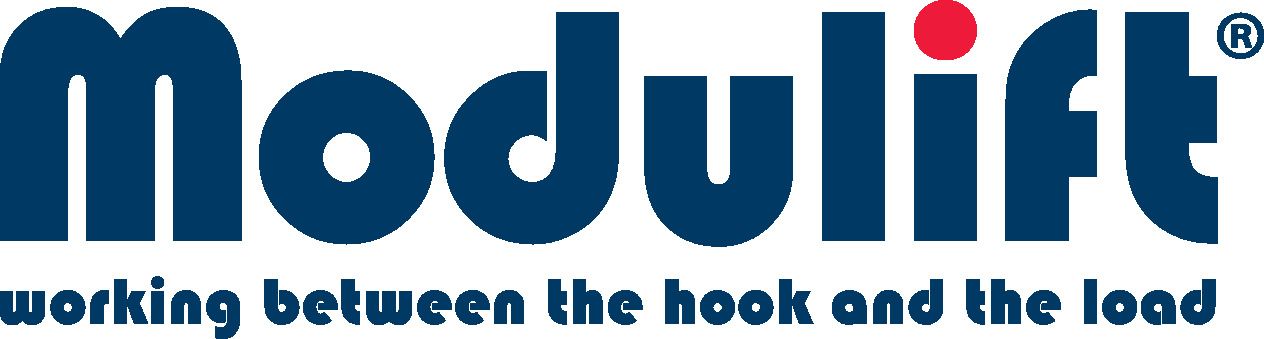 Modulift®
working between the hook and the load